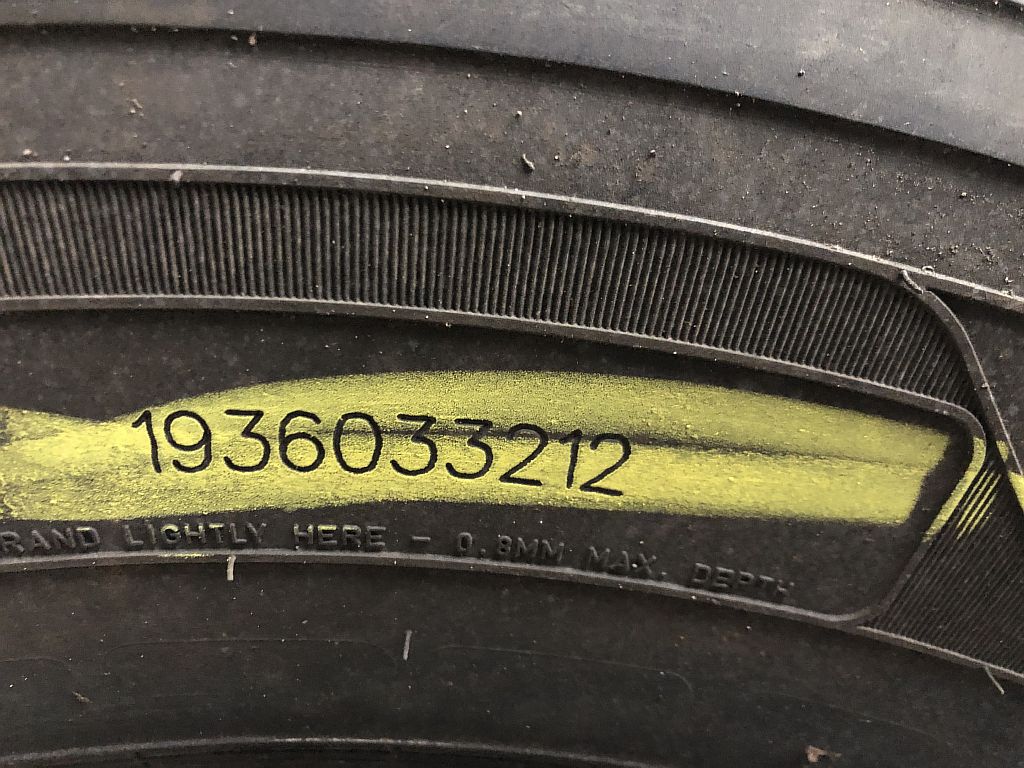 1936033212
RAND LIGHTLY HERE - 0.8MM MAX. DEPTH